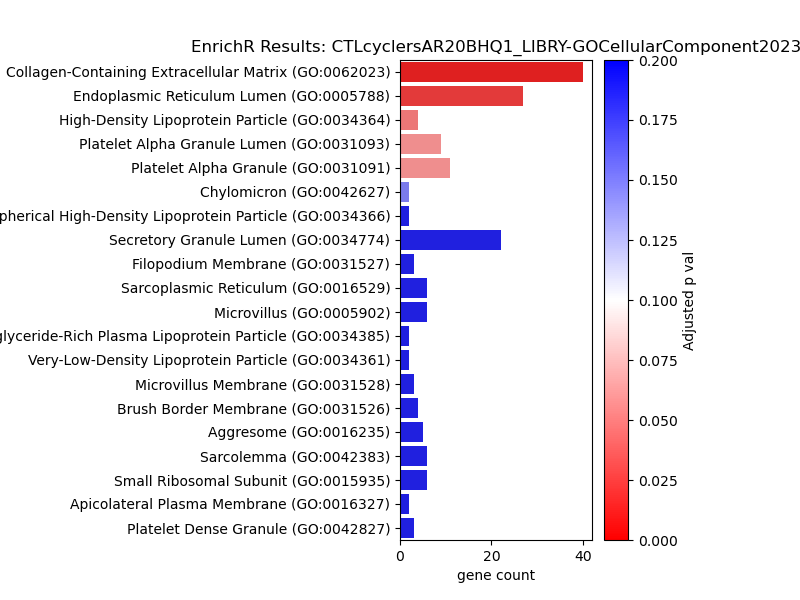 EnrichR Results: CTLcyclersAR20BHQ1_LIBRY-GOCellularComponent2023
Collagen-Containing Extracellular Matrix (GO:0062023)
Endoplasmic Reticulum Lumen (GO:0005788)
High-Density Lipoprotein Particle (GO:0034364)
Platelet Alpha Granule Lumen (GO:0031093)
Platelet Alpha Granule (GO:0031091)
Chylomicron (GO:0042627)
pherical High-Density Lipoprotein Particle (GO:0034366)
Secretory Granule Lumen (GO:0034774)
Filopodium Membrane (GO:0031527)
Sarcoplasmic Reticulum (GO:0016529)
Microvillus (GO:0005902)
glyceride-Rich Plasma Lipoprotein Particle (GO:0034385)
Very-Low-Density Lipoprotein Particle (GO:0034361)
Microvillus Membrane (GO:0031528)
Brush Border Membrane (GO:0031526)
Aggresome (GO:0016235)
Sarcolemma (GO:0042383)
Small Ribosomal Subunit (GO:0015935)
Apicolateral Plasma Membrane (GO:0016327)
Platelet Dense Granule (GO:0042827)
0 20 40
gene count
0.200
0.175
0.150
0.125
0.100
0.075
0.050
0.025
0.000
Adjusted p val